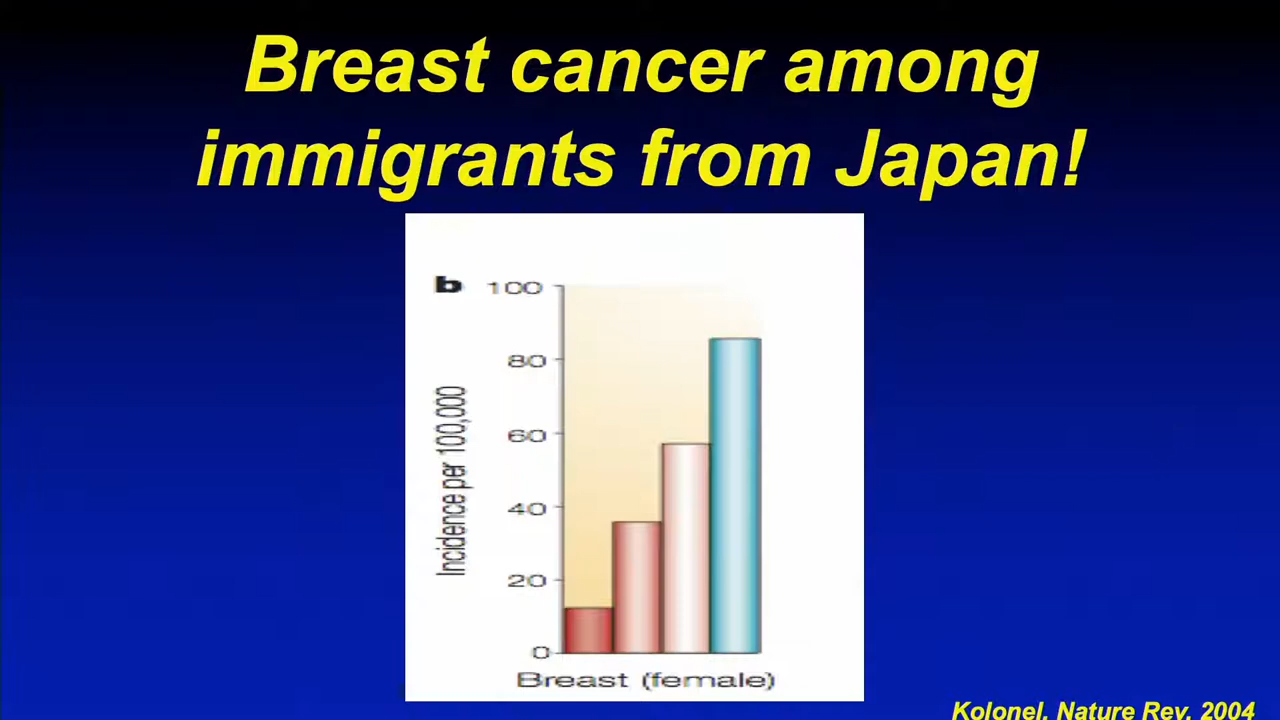 Breast cancer among
immigrants from Japan!
b
100
80
60
40
20
0
Incidence per 100,000
Breast (female)
Kolonel, Nature Rev, 2004